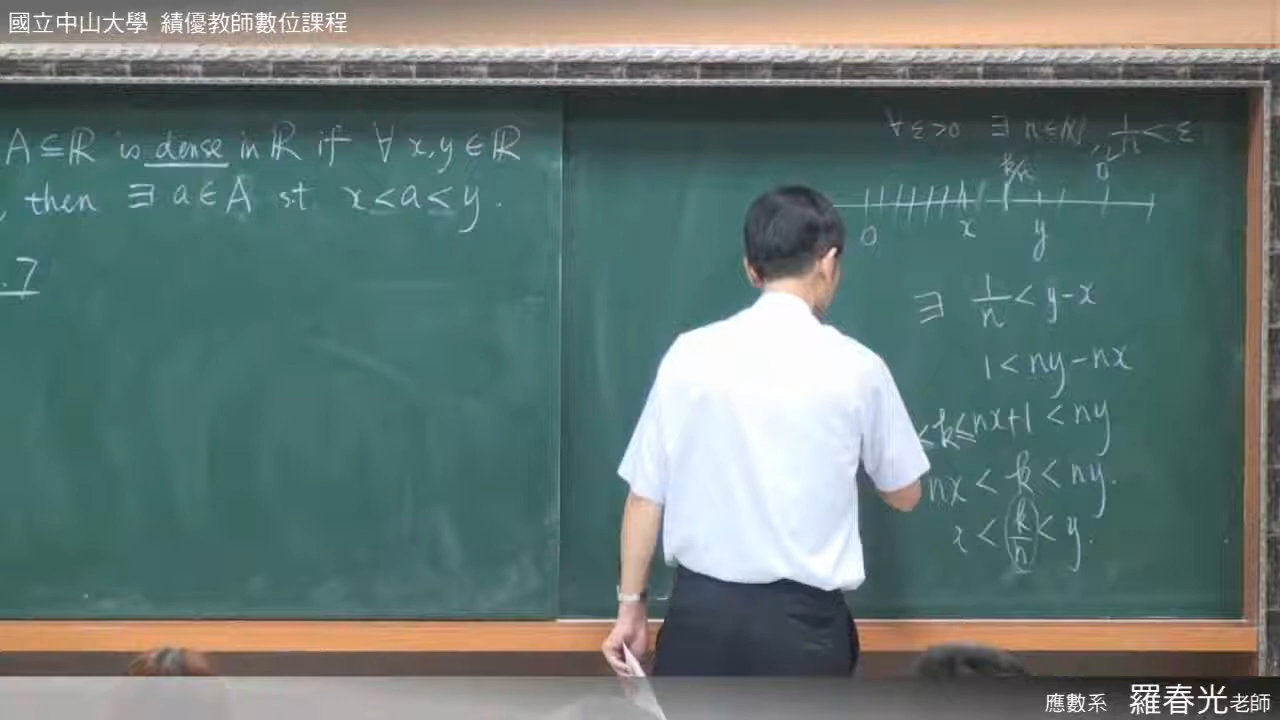 國立中山大學 績優教師數位課程
A⊆ℝ is dense in ℝ if ∀ x,y∈ℝ
, then ∃ a∈A st x<a<y.
.7
∀ε>0 ∃ n∈ℕ, 1/n<ε
k/n
0 x y
∃ 1/n < y-x
1 < ny-nx
<k≤nx+1 < ny
nx < k < ny.
x < k/n < y.
應數系 羅春光老師